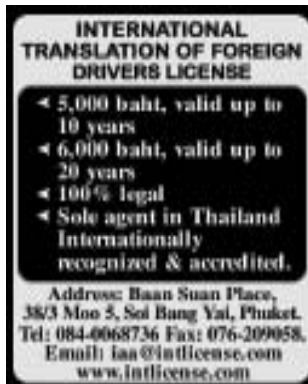 INTERNATIONAL
TRANSLATION OF FOREIGN
DRIVERS LICENSE
5,000 baht, valid up to
10 years
6,000 baht, valid up to
20 years
100% legal
Sole agent in Thailand
Internationally
recognized & accredited.
Address: Baan Suan Place,
38/3 Moo 5, Soi Bang Yai, Phuket.
Tel: 084-0068736 Fax: 076-209058.
Email: iaa@intlicense.com
www.intlicense.com